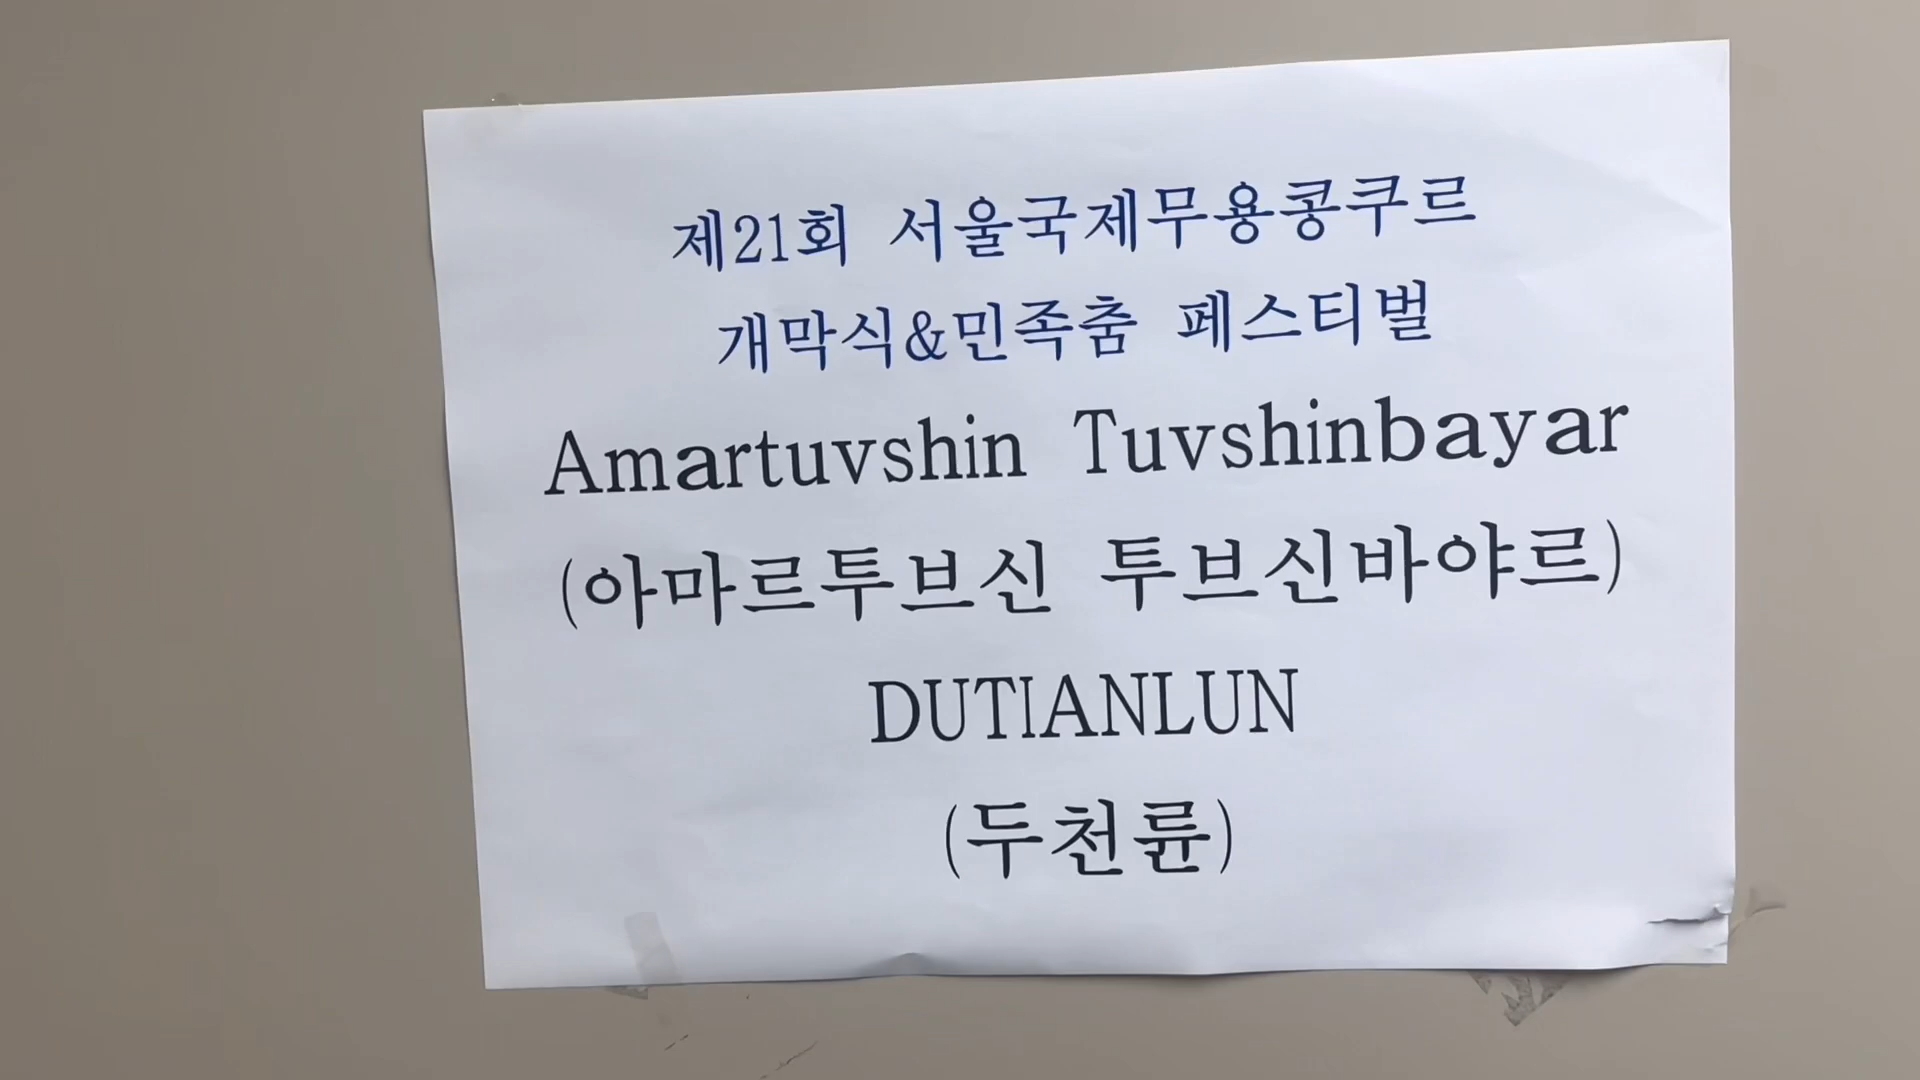 제21회 서울국제무용콩쿠르
개막식&민족춤 페스티벌
Amartuvshin Tuvshinbayar
(아마르투브신 투브신바야르)
DUTIANLUN
(두천륜)